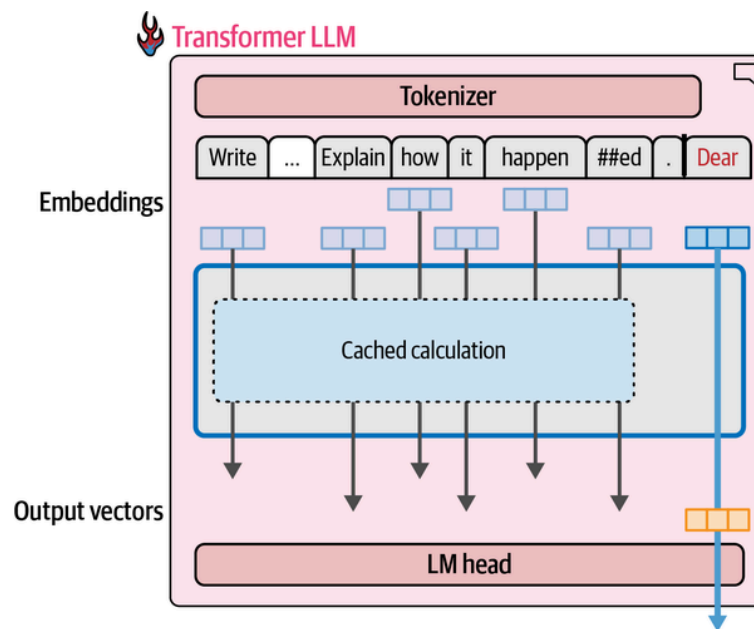 Transformer LLM
Tokenizer
Write ... Explain how it happen ##ed . Dear
Embeddings
Cached calculation
Output vectors
LM head